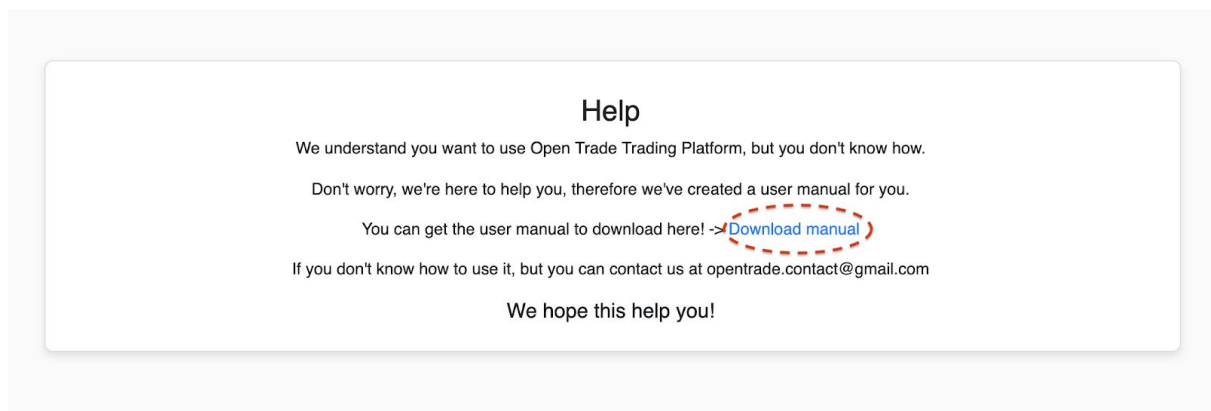 Help
We understand you want to use Open Trade Trading Platform, but you don't know how.
Don't worry, we're here to help you, therefore we've created a user manual for you.
You can get the user manual to download here! -> Download manual
If you don't know how to use it, but you can contact us at opentrade.contact@gmail.com
We hope this help you!